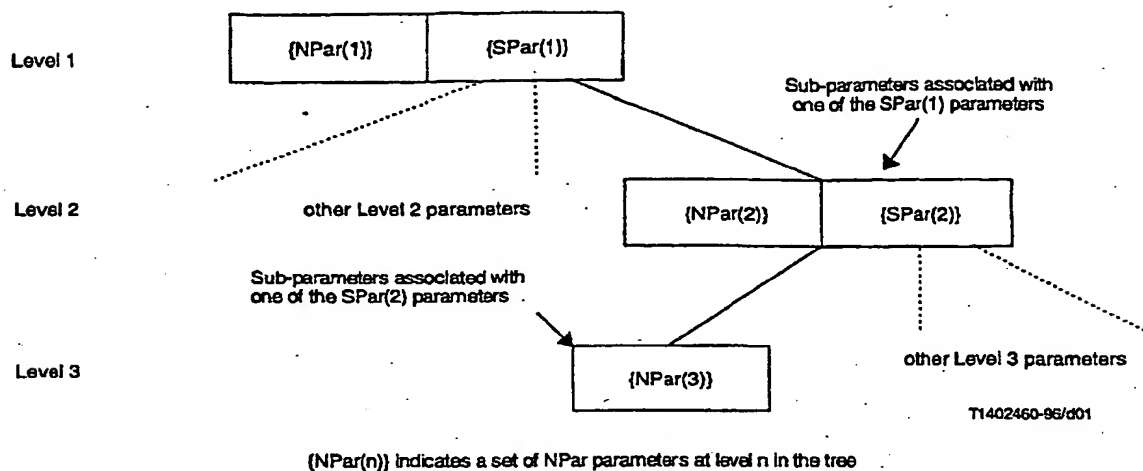 {NPar(1)} {SPar(1)}
Level 1
Sub-parameters associated with
one of the SPar(1) parameters
Level 2
other Level 2 parameters
{NPar(2)} {SPar(2)}
Sub-parameters associated with
one of the SPar(2) parameters
Level 3
{NPar(3)}
other Level 3 parameters
T1402460-96/d01
{NPar(n)} indicates a set of NPar parameters at level n in the tree